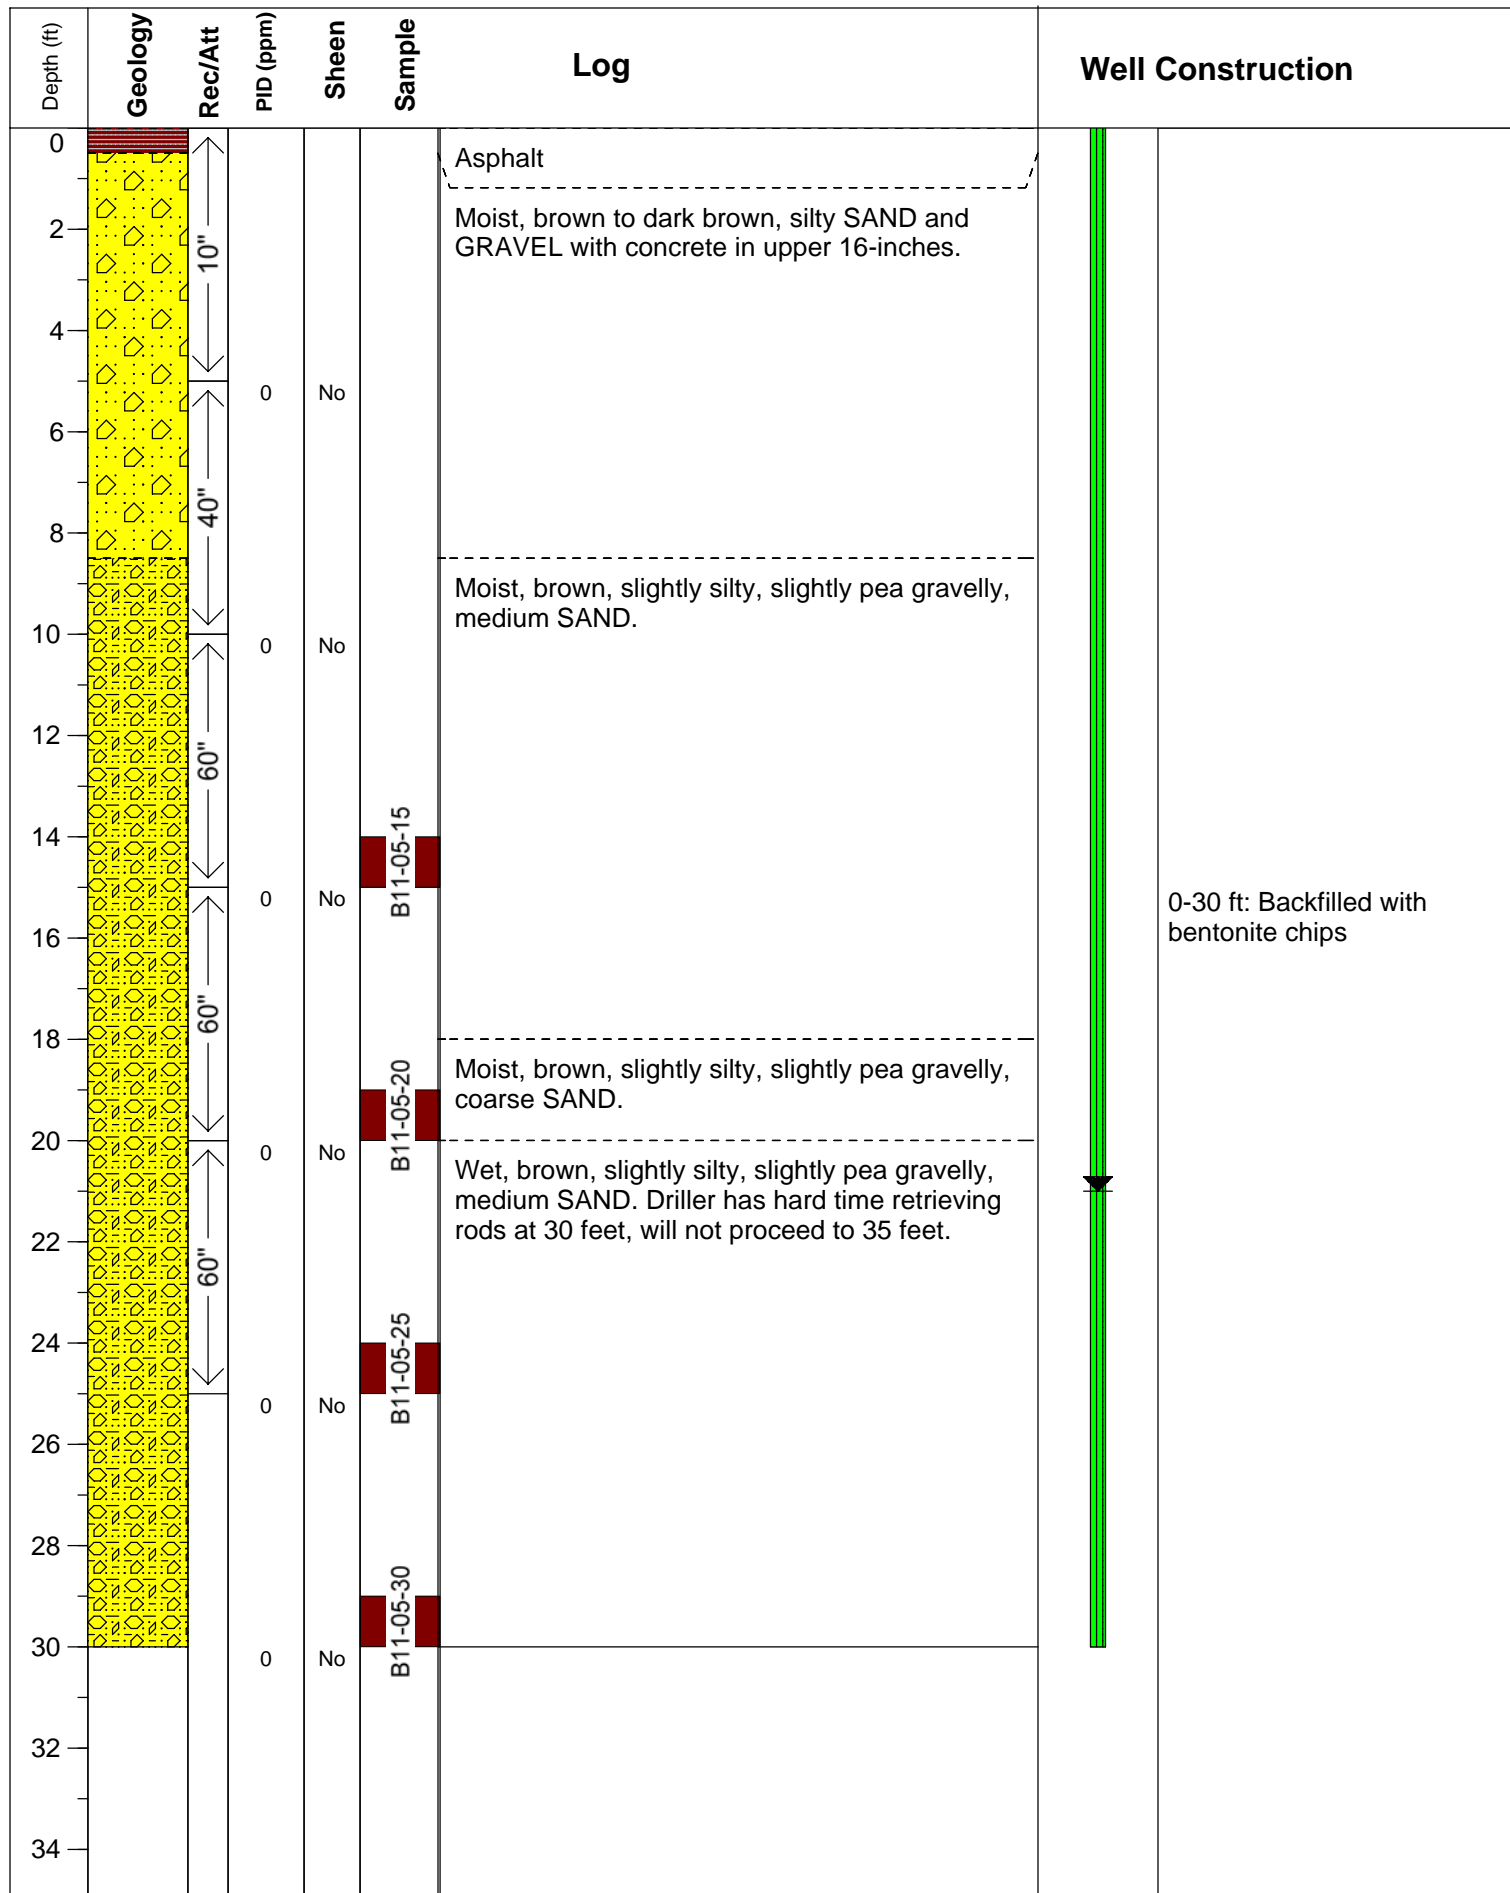 Depth (ft)
Geology
Rec/Att
PID (ppm)
Sheen
Sample
Log
Well Construction
0
2
4
6
8
10
12
14
16
18
20
22
24
26
28
30
32
34
10"
40"
60"
60"
60"
0 No
0 No
0 No
0 No
0 No
0 No
B11-05-15
B11-05-20
B11-05-25
B11-05-30
Asphalt
Moist, brown to dark brown, silty SAND and
GRAVEL with concrete in upper 16-inches.
Moist, brown, slightly silty, slightly pea gravelly,
medium SAND.
Moist, brown, slightly silty, slightly pea gravelly,
coarse SAND.
Wet, brown, slightly silty, slightly pea gravelly,
medium SAND. Driller has hard time retrieving
rods at 30 feet, will not proceed to 35 feet.
0-30 ft: Backfilled with
bentonite chips